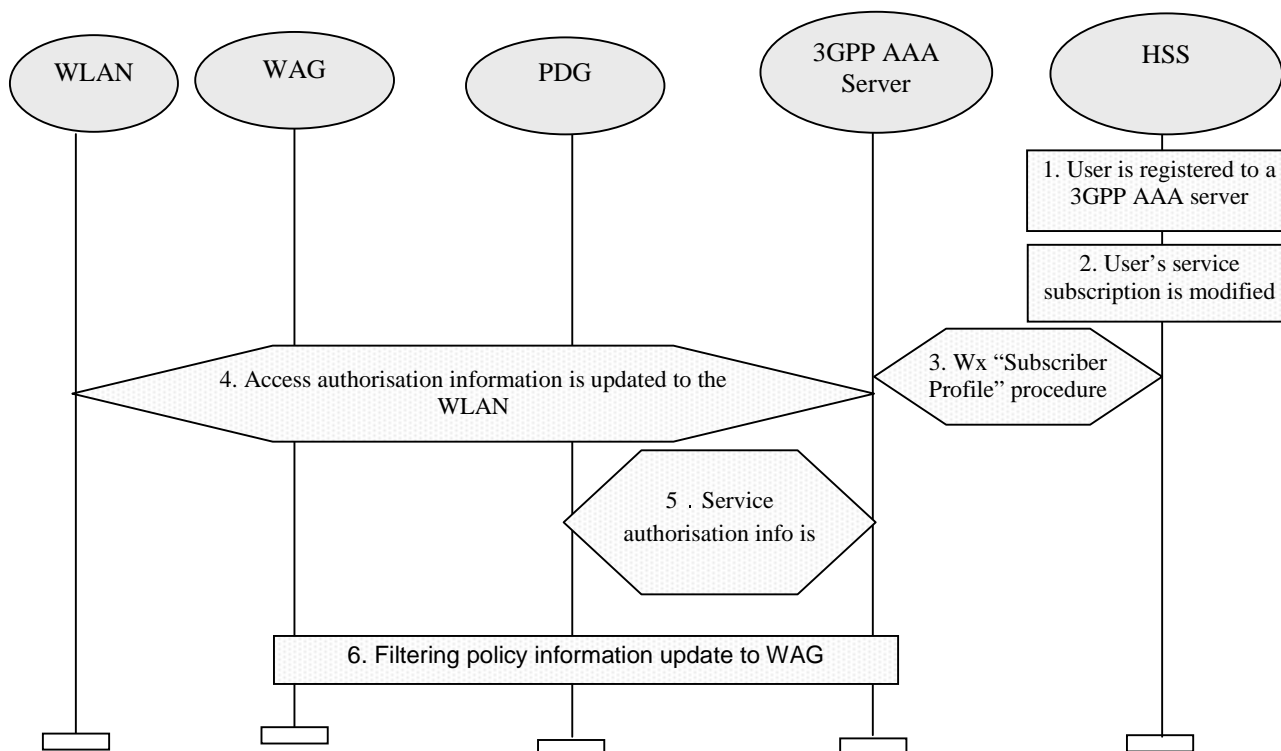 WLAN
WAG
PDG
3GPP AAA
Server
HSS
1. User is registered to a
3GPP AAA server
2. User’s service
subscription is modified
3. Wx “Subscriber
Profile” procedure
4. Access authorisation information is updated to the
WLAN
5 . Service
authorisation info is
6. Filtering policy information update to WAG